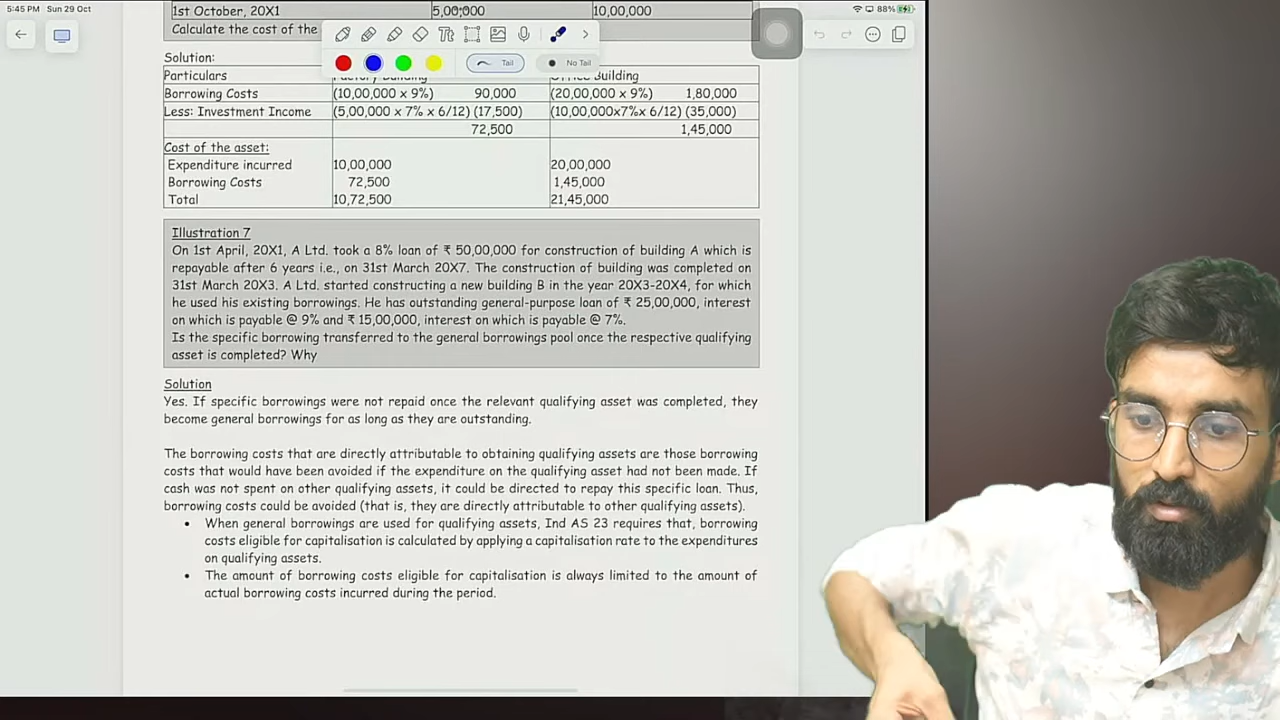 5:45 PM Sun 29 Oct
88%
1st October, 20X1 5,00,000 10,00,000
Calculate the cost of the
Tail No Tail
Solution:
Particulars Building
Borrowing Costs (10,00,000 x 9%) 90,000 (20,00,000 x 9%) 1,80,000
Less: Investment Income (5,00,000 x 7% x 6/12) (17,500) (10,00,000x7%x 6/12) (35,000)
72,500 1,45,000
Cost of the asset:
Expenditure incurred 10,00,000 20,00,000
Borrowing Costs 72,500 1,45,000
Total 10,72,500 21,45,000
Illustration 7
On 1st April, 20X1, A Ltd. took a 8% loan of ₹ 50,00,000 for construction of building A which is
repayable after 6 years i.e., on 31st March 20X7. The construction of building was completed on
31st March 20X3. A Ltd. started constructing a new building B in the year 20X3-20X4, for which
he used his existing borrowings. He has outstanding general-purpose loan of ₹ 25,00,000, interest
on which is payable @ 9% and ₹ 15,00,000, interest on which is payable @ 7%.
Is the specific borrowing transferred to the general borrowings pool once the respective qualifying
asset is completed? Why
Solution
Yes. If specific borrowings were not repaid once the relevant qualifying asset was completed, they
become general borrowings for as long as they are outstanding.
The borrowing costs that are directly attributable to obtaining qualifying assets are those borrowing
costs that would have been avoided if the expenditure on the qualifying asset had not been made. If
cash was not spent on other qualifying assets, it could be directed to repay this specific loan. Thus,
borrowing costs could be avoided (that is, they are directly attributable to other qualifying assets).
• When general borrowings are used for qualifying assets, Ind AS 23 requires that, borrowing
costs eligible for capitalisation is calculated by applying a capitalisation rate to the expenditures
on qualifying assets.
• The amount of borrowing costs eligible for capitalisation is always limited to the amount of
actual borrowing costs incurred during the period.